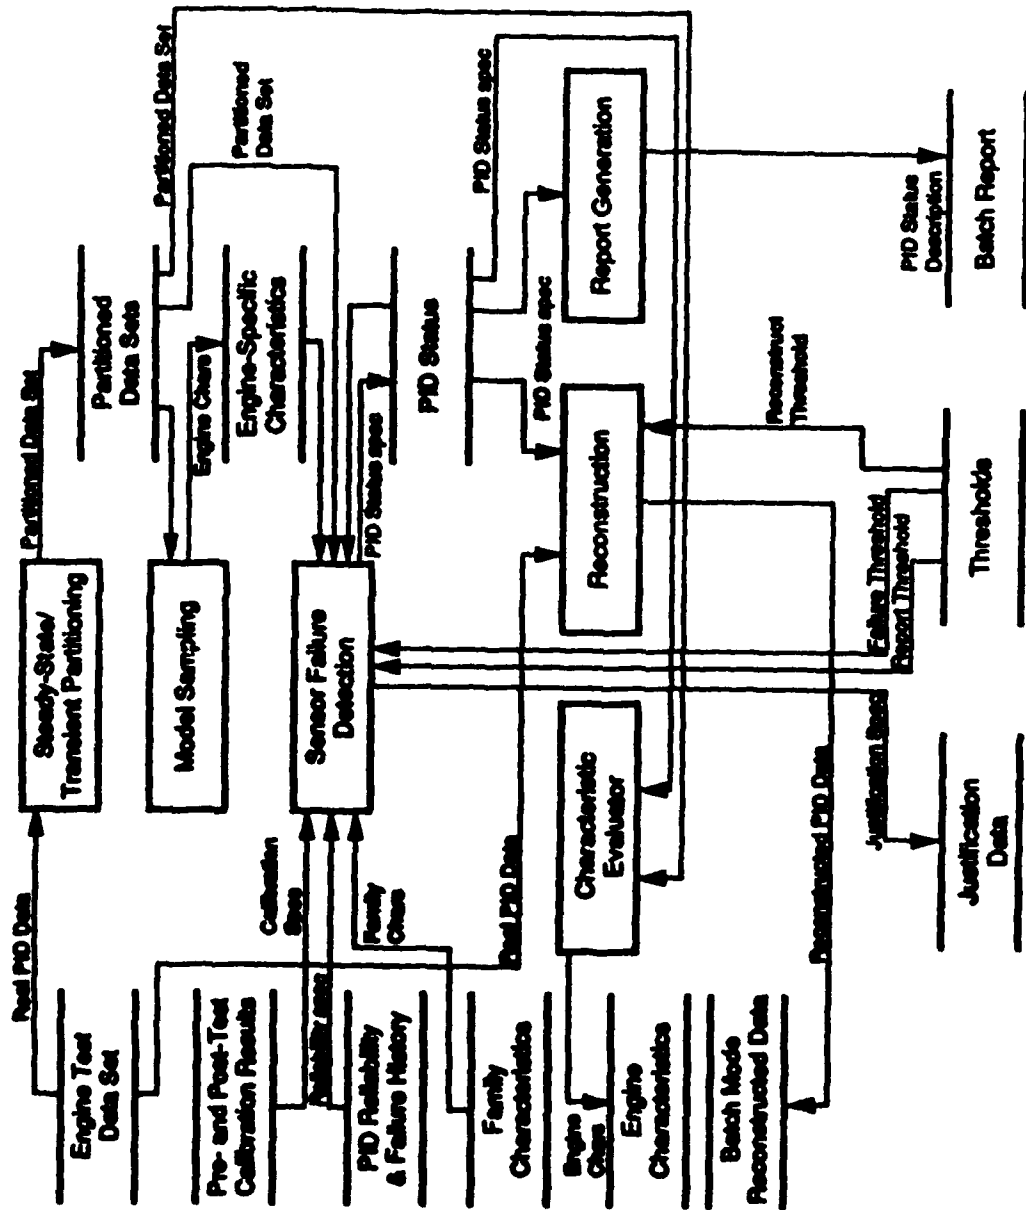 Engine Test
Data Set
Real PID Data
Steady-State/
Transient Partitioning
Partitioned Data Set
Partitioned
Data Sets
Partitioned Data Set
Pre- and Post-Test
Calibration Results
Model Sampling
Engine Chars
Engine-Specific
Characteristics
Partitioned
Data Set
Calibration
Spec
Reliability spec
PID Reliability
& Failure History
Family
Chars
Sensor Failure
Detection
PID Status spec
PID Status
PID Status spec
Family
Characteristics
Real PID Data
PID Status spec
Engine
Chars
Engine
Characteristics
Characteristic
Evaluator
Reconstruction
Report Generation
Batch Mode
Reconstructed Data
Reconstructed PID Data
Reconstruct
Threshold
Failure Threshold
Report Threshold
Justification Spec
PID Status
Description
Justification
Data
Thresholds
Batch Report